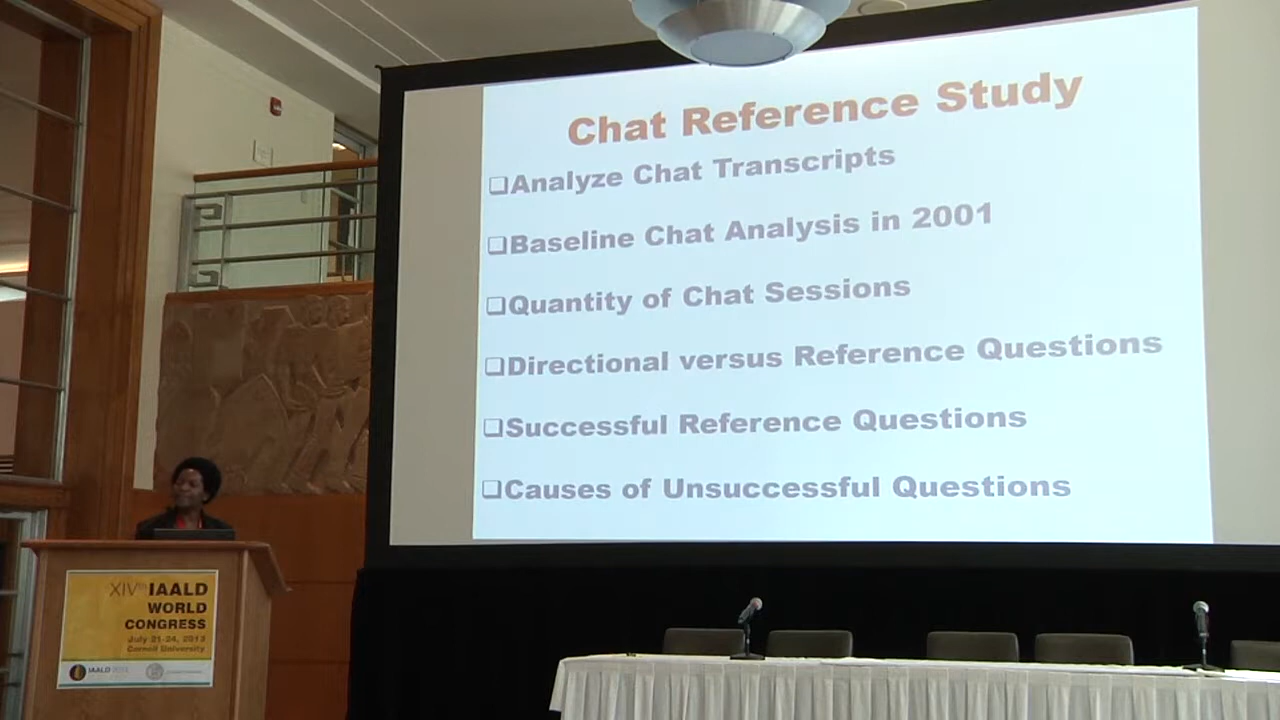 Chat Reference Study
❑Analyze Chat Transcripts
❑Baseline Chat Analysis in 2001
❑Quantity of Chat Sessions
❑Directional versus Reference Questions
❑Successful Reference Questions
❑Causes of Unsuccessful Questions
XIVth IAALD
WORLD
CONGRESS
July 21-24, 2013
Cornell University
IAALD